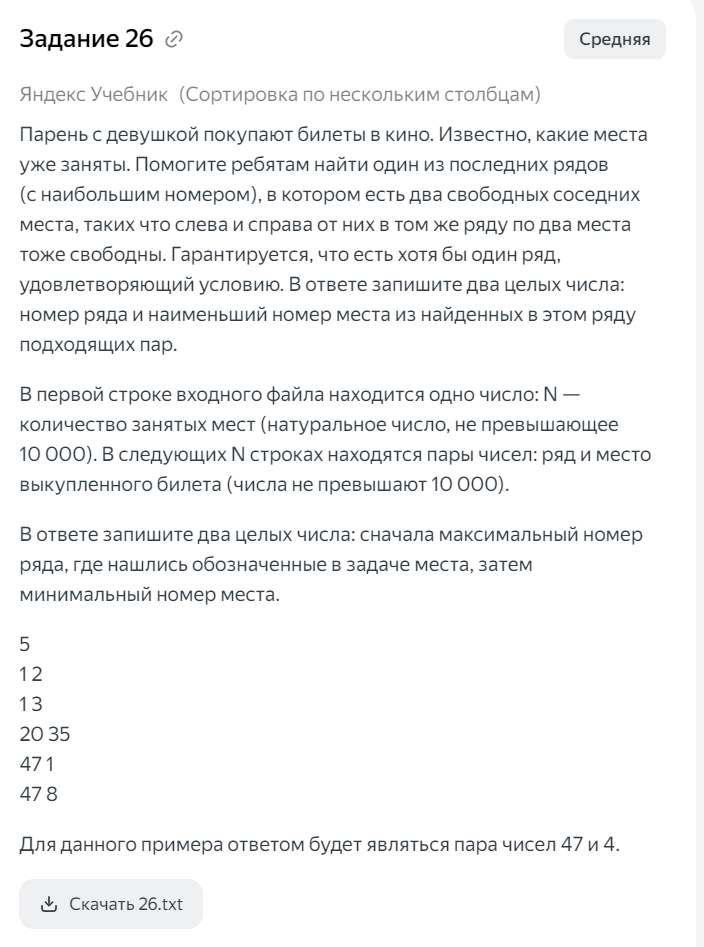 Задание 26
Средняя
Яндекс Учебник (Сортировка по нескольким столбцам)
Парень с девушкой покупают билеты в кино. Известно, какие места
уже заняты. Помогите ребятам найти один из последних рядов
(с наибольшим номером), в котором есть два свободных соседних
места, таких что слева и справа от них в том же ряду по два места
тоже свободны. Гарантируется, что есть хотя бы один ряд,
удовлетворяющий условию. В ответе запишите два целых числа:
номер ряда и наименьший номер места из найденных в этом ряду
подходящих пар.
В первой строке входного файла находится одно число: N —
количество занятых мест (натуральное число, не превышающее
10 000). В следующих N строках находятся пары чисел: ряд и место
выкупленного билета (числа не превышают 10 000).
В ответе запишите два целых числа: сначала максимальный номер
ряда, где нашлись обозначенные в задаче места, затем
минимальный номер места.
5
1 2
1 3
20 35
47 1
47 8
Для данного примера ответом будет являться пара чисел 47 и 4.
Скачать 26.txt